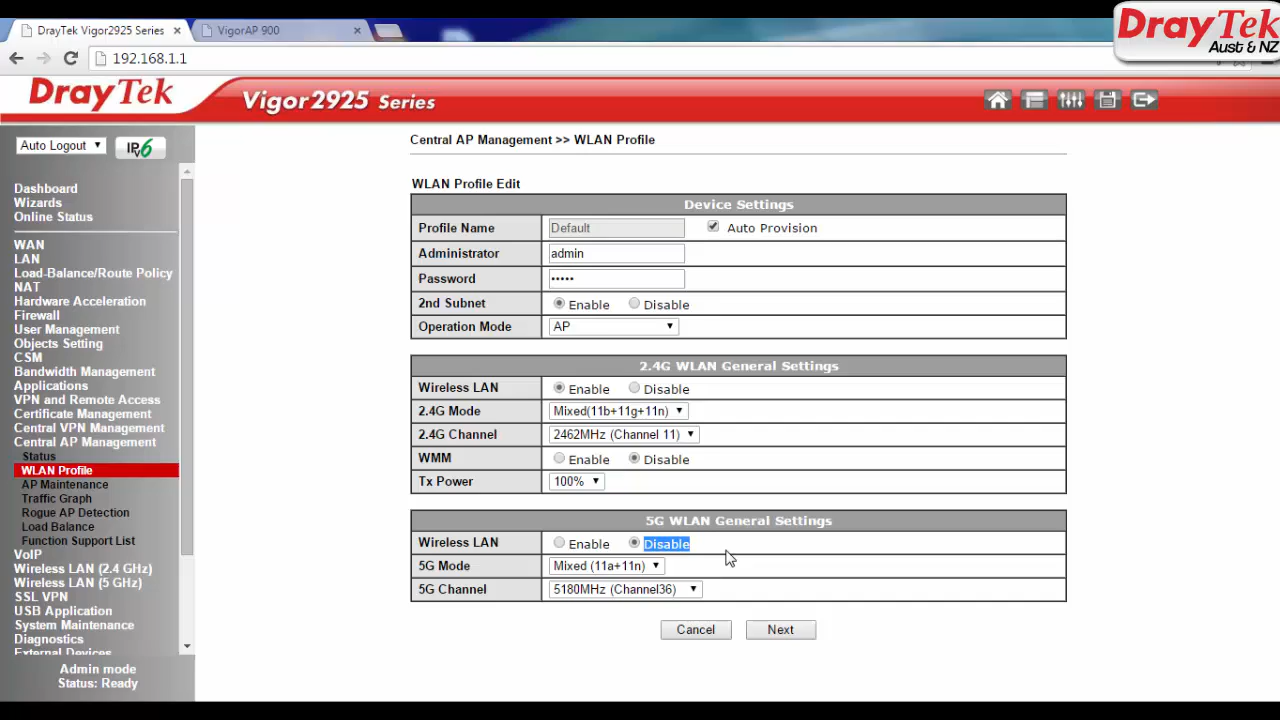 DrayTek Vigor2925 Series
VigorAP 900
DrayTek
Aust & NZ
192.168.1.1
DrayTek
Vigor2925 Series
Auto Logout
IPv6
Dashboard
Wizards
Online Status
WAN
LAN
Load-Balance/Route Policy
NAT
Hardware Acceleration
Firewall
User Management
Objects Setting
CSM
Bandwidth Management
Applications
VPN and Remote Access
Certificate Management
Central VPN Management
Central AP Management
Status
WLAN Profile
AP Maintenance
Traffic Graph
Rogue AP Detection
Load Balance
Function Support List
VoIP
Wireless LAN (2.4 GHz)
Wireless LAN (5 GHz)
SSL VPN
USB Application
System Maintenance
Diagnostics
External Devices
Admin mode
Status: Ready
Central AP Management >> WLAN Profile
WLAN Profile Edit
Device Settings
Profile Name Default Auto Provision
Administrator admin
Password •••••
2nd Subnet Enable Disable
Operation Mode AP
2.4G WLAN General Settings
Wireless LAN Enable Disable
2.4G Mode Mixed(11b+11g+11n)
2.4G Channel 2462MHz (Channel 11)
WMM Enable Disable
Tx Power 100%
5G WLAN General Settings
Wireless LAN Enable Disable
5G Mode Mixed (11a+11n)
5G Channel 5180MHz (Channel36)
Cancel Next